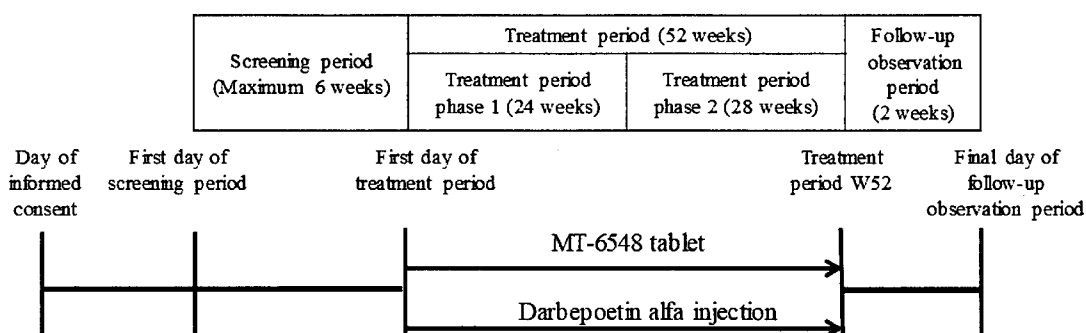 Screening period
(Maximum 6 weeks)
Treatment period (52 weeks)
Treatment period
phase 1 (24 weeks)
Treatment period
phase 2 (28 weeks)
Follow-up
observation
period
(2 weeks)
Day of
informed
consent
First day of
screening period
First day of
treatment period
Treatment
period W52
Final day of
follow-up
observation period
MT-6548 tablet
Darbepoetin alfa injection